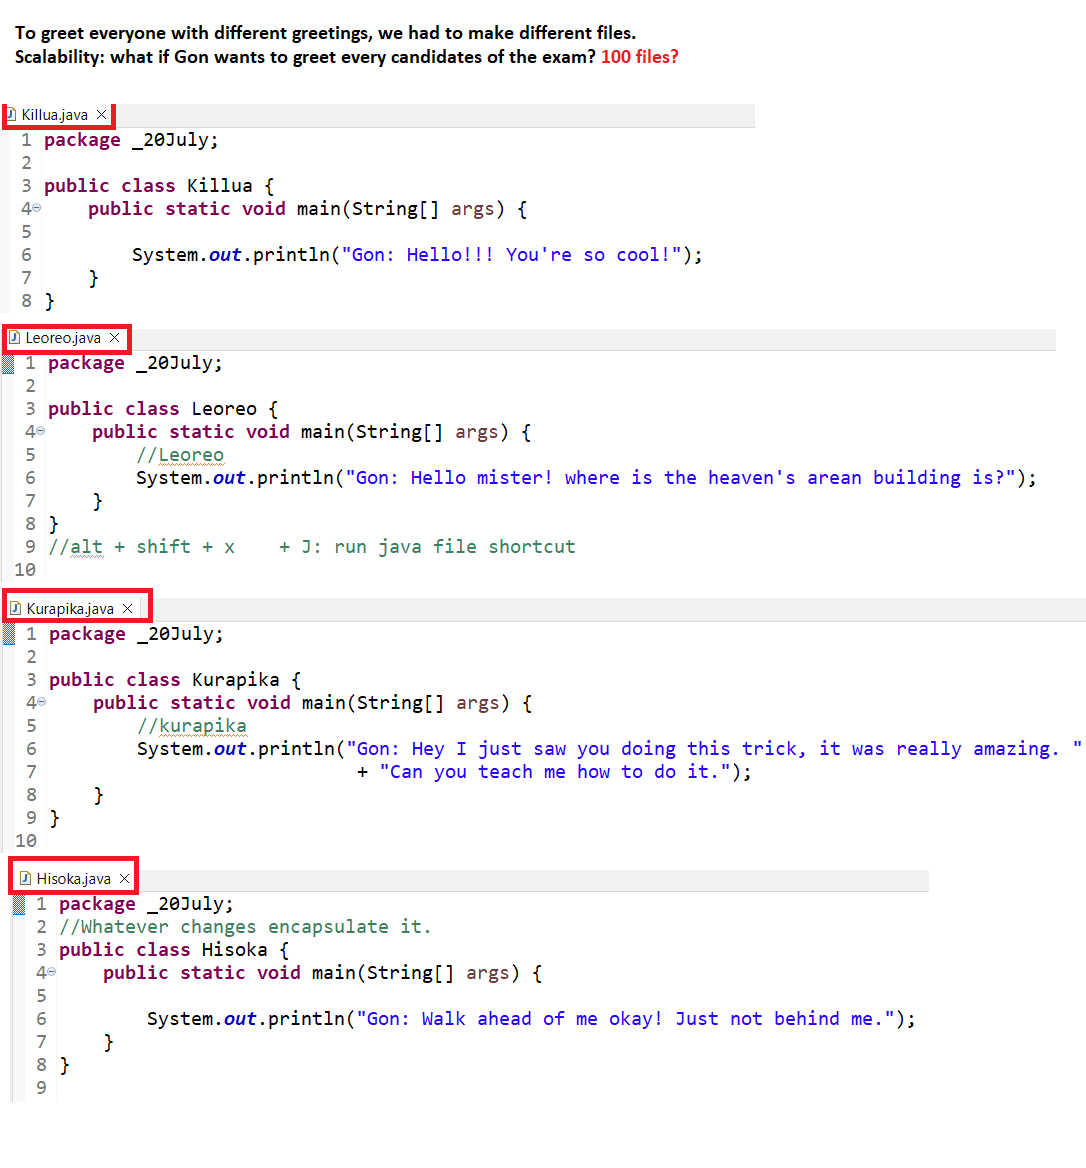 To greet everyone with different greetings, we had to make different files.
Scalability: what if Gon wants to greet every candidates of the exam? 100 files?
Killua.java
1 package _20July;
2
3 public class Killua {
4 public static void main(String[] args) {
5
6 System.out.println("Gon: Hello!!! You're so cool!");
7 }
8 }
Leoreo.java
1 package _20July;
2
3 public class Leoreo {
4 public static void main(String[] args) {
5 //Leoreo
6 System.out.println("Gon: Hello mister! where is the heaven's arean building is?");
7 }
8 }
9 //alt + shift + x    + J: run java file shortcut
10
Kurapika.java
1 package _20July;
2
3 public class Kurapika {
4 public static void main(String[] args) {
5 //kurapika
6 System.out.println("Gon: Hey I just saw you doing this trick, it was really amazing. "
7 + "Can you teach me how to do it.");
8 }
9 }
10
Hisoka.java
1 package _20July;
2 //Whatever changes encapsulate it.
3 public class Hisoka {
4 public static void main(String[] args) {
5
6 System.out.println("Gon: Walk ahead of me okay! Just not behind me.");
7 }
8 }
9